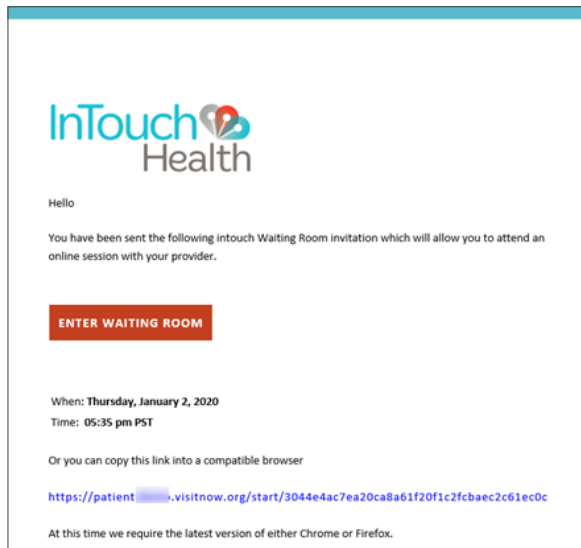 InTouch
Health
Hello
You have been sent the following intouch Waiting Room invitation which will allow you to attend an
online session with your provider.
ENTER WAITING ROOM
When: Thursday, January 2, 2020
Time: 05:35 pm PST
Or you can copy this link into a compatible browser
https://patient .visitnow.org/start/3044e4ac7ea20ca8a61f20f1c2fcbaec2c61ec0c
At this time we require the latest version of either Chrome or Firefox.